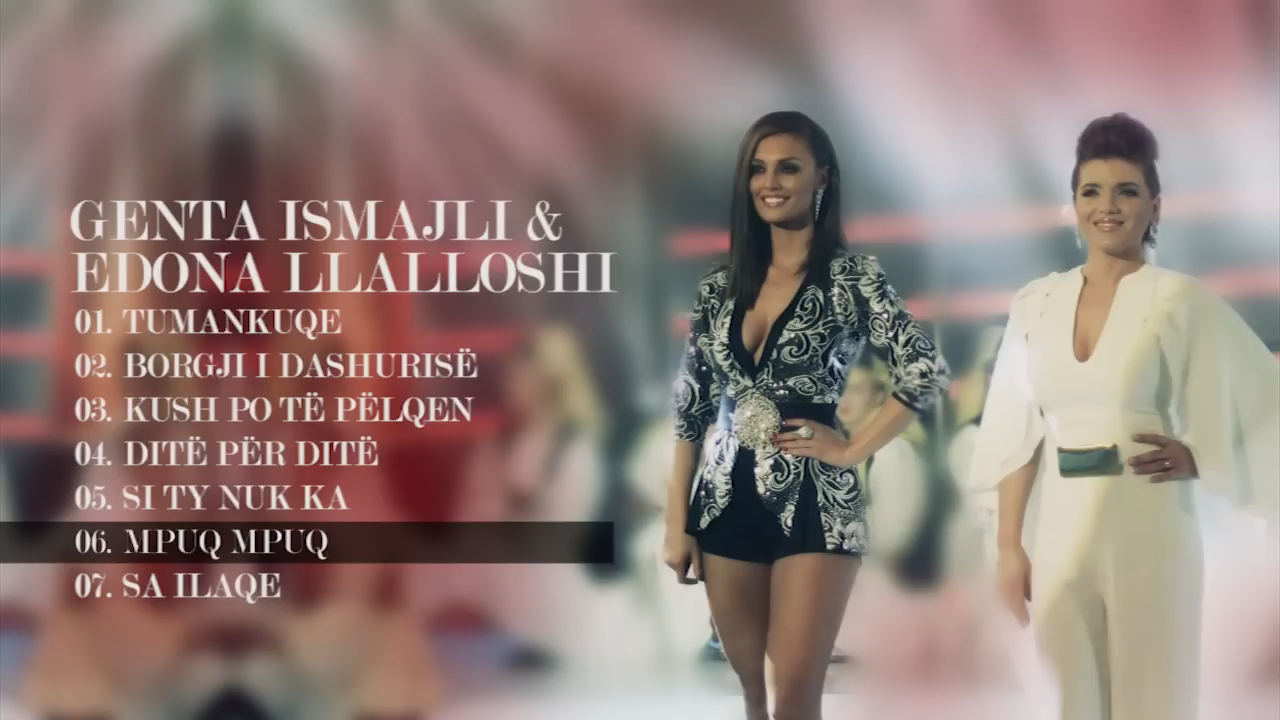 GENTA ISMAJLI &
EDONA LLALLOSHI
01. TUMANKUQE
02. BORGJI I DASHURISË
03. KUSH PO TË PËLQEN
04. DITË PËR DITË
05. SI TY NUK KA
06. MPUQ MPUQ
07. SA ILAQE